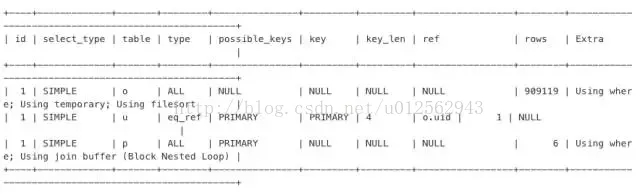 +----+-------------+-------+--------+---------------+---------+---------+-------+--------+-----------
---------------------------------------+
| id | select_type | table | type | possible_keys | key | key_len | ref | rows | Extra
|
+----+-------------+-------+--------+---------------+---------+---------+-------+--------+-----------
---------------------------------------+
| 1 | SIMPLE | o | ALL | NULL | NULL | NULL | NULL | 909119 | Using wher
e; Using temporary; Using filesort |
| 1 | SIMPLE | u | eq_ref | PRIMARY | PRIMARY | 4 | o.uid | 1 | NULL
|
| 1 | SIMPLE | p | ALL | PRIMARY | NULL | NULL | NULL | 6 | Using wher
e; Using join buffer (Block Nested Loop) |
+----+-------------+-------+--------+---------------+---------+---------+-------+--------+-----------
---------------------------------------+
http://blog.csdn.net/u012562943